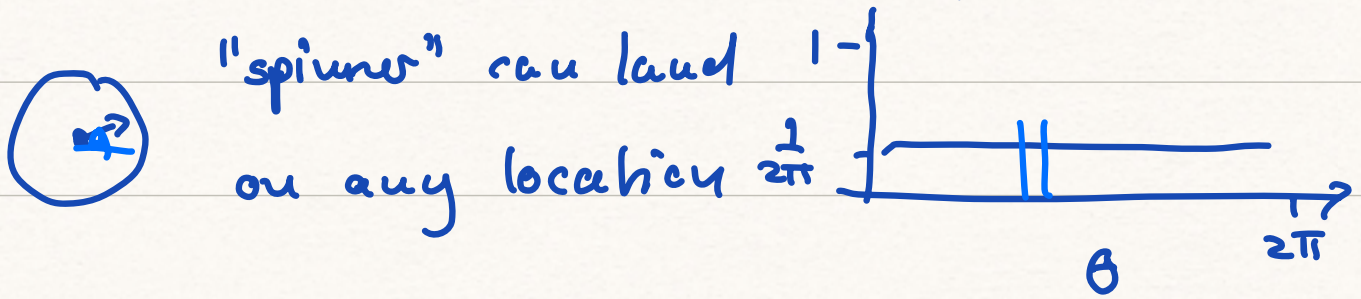 "spinner" can land
on any location
1
1/2π
2π
θ